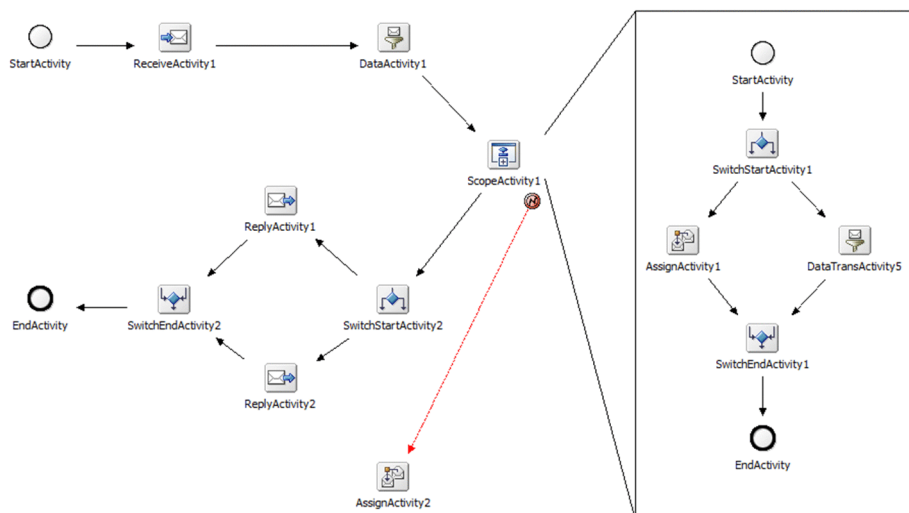 StartActivity
ReceiveActivity1
DataActivity1
ScopeActivity1
ReplyActivity1
EndActivity
SwitchEndActivity2
SwitchStartActivity2
ReplyActivity2
AssignActivity2
StartActivity
SwitchStartActivity1
AssignActivity1
DataTransActivity5
SwitchEndActivity1
EndActivity